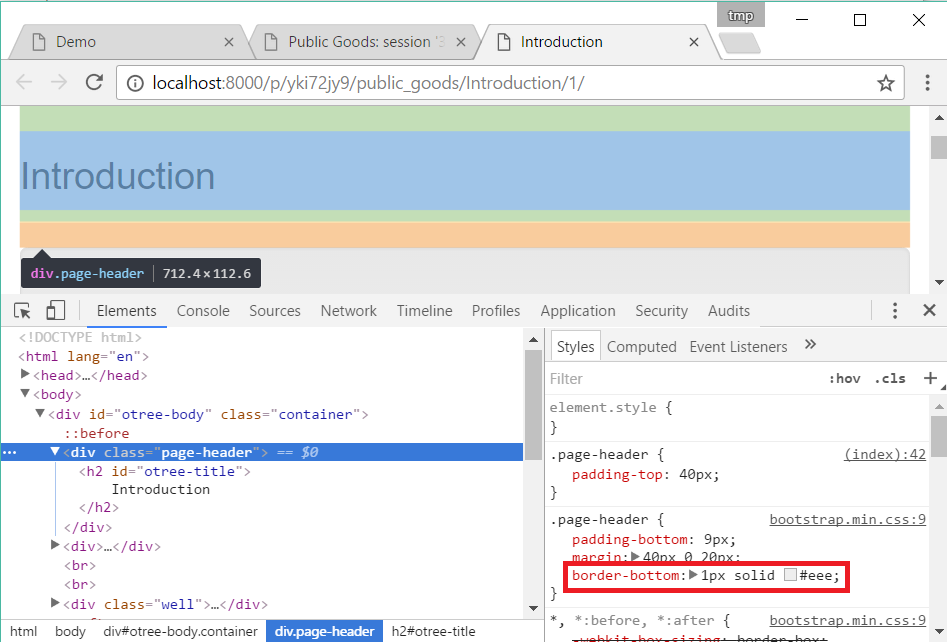 tmp
Demo
Public Goods: session '3
Introduction
localhost:8000/p/yki72jy9/public_goods/Introduction/1/
Introduction
div.page-header 712.4×112.6
Elements Console Sources Network Timeline Profiles Application Security Audits
<!DOCTYPE html>
<html lang="en">
<head>…</head>
<body>
<div id="otree-body" class="container">
::before
<div class="page-header"> == $0
<h2 id="otree-title">
Introduction
</h2>
</div>
<div>…</div>
<br>
<br>
<div class="well">…</div>
html body div#otree-body.container div.page-header h2#otree-title
Styles Computed Event Listeners »
Filter :hov .cls +
element.style {
}
.page-header { (index):42
padding-top: 40px;
}
.page-header { bootstrap.min.css:9
padding-bottom: 9px;
margin: 40px 0 20px;
border-bottom: 1px solid #eee;
}
*, *:before, *:after { bootstrap.min.css:9
-webkit-box-sizing: border-box;